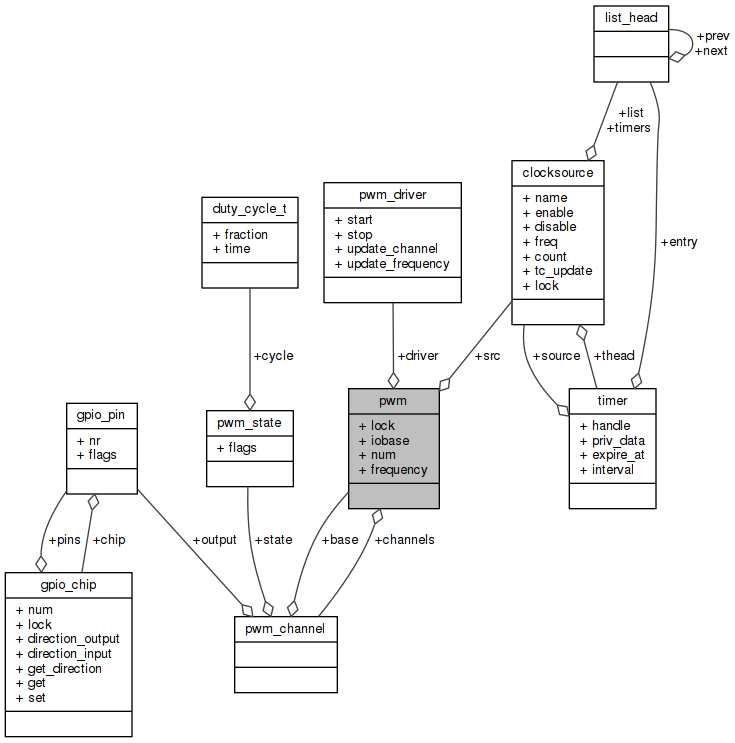 list_head
+prev
+next
+list
+timers
clocksource
+ name
+ enable
+ disable
+ freq
+ count
+ tc_update
+ lock
pwm_driver
+ start
+ stop
+ update_channel
+ update_frequency
duty_cycle_t
+ fraction
+ time
+entry
+cycle
+driver
+src
+source
+thead
timer
+ handle
+ priv_data
+ expire_at
+ interval
pwm
+ lock
+ iobase
+ num
+ frequency
gpio_pin
+ nr
+ flags
pwm_state
+ flags
+pins
+chip
+output
+state
+base
+channels
gpio_chip
+ num
+ lock
+ direction_output
+ direction_input
+ get_direction
+ get
+ set
pwm_channel